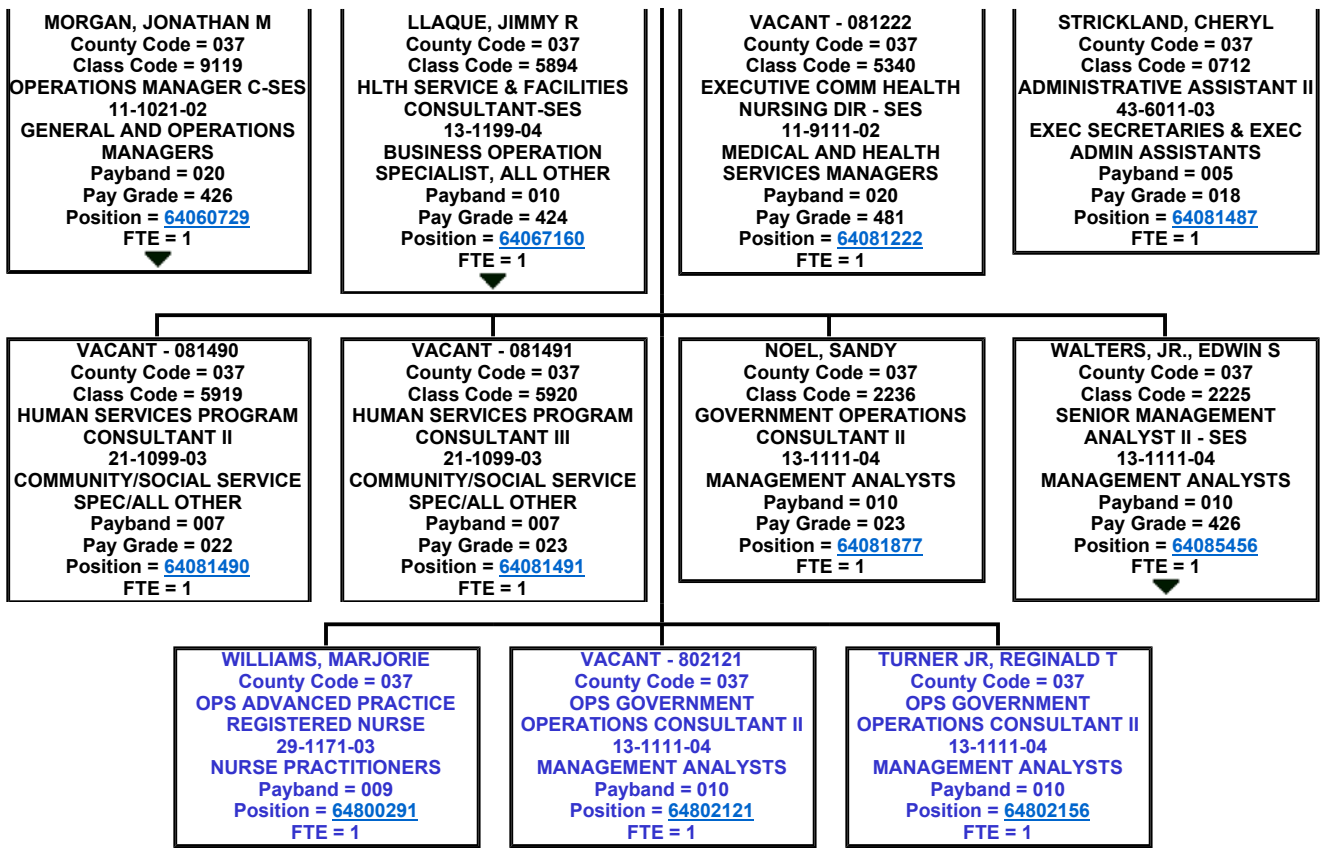 MORGAN, JONATHAN M
County Code = 037
Class Code = 9119
OPERATIONS MANAGER C-SES
11-1021-02
GENERAL AND OPERATIONS
MANAGERS
Payband = 020
Pay Grade = 426
Position = 64060729
FTE = 1
LLAQUE, JIMMY R
County Code = 037
Class Code = 5894
HLTH SERVICE & FACILITIES
CONSULTANT-SES
13-1199-04
BUSINESS OPERATION
SPECIALIST, ALL OTHER
Payband = 010
Pay Grade = 424
Position = 64067160
FTE = 1
VACANT - 081222
County Code = 037
Class Code = 5340
EXECUTIVE COMM HEALTH
NURSING DIR - SES
11-9111-02
MEDICAL AND HEALTH
SERVICES MANAGERS
Payband = 020
Pay Grade = 481
Position = 64081222
FTE = 1
STRICKLAND, CHERYL
County Code = 037
Class Code = 0712
ADMINISTRATIVE ASSISTANT II
43-6011-03
EXEC SECRETARIES & EXEC
ADMIN ASSISTANTS
Payband = 005
Pay Grade = 018
Position = 64081487
FTE = 1
VACANT - 081490
County Code = 037
Class Code = 5919
HUMAN SERVICES PROGRAM
CONSULTANT II
21-1099-03
COMMUNITY/SOCIAL SERVICE
SPEC/ALL OTHER
Payband = 007
Pay Grade = 022
Position = 64081490
FTE = 1
VACANT - 081491
County Code = 037
Class Code = 5920
HUMAN SERVICES PROGRAM
CONSULTANT III
21-1099-03
COMMUNITY/SOCIAL SERVICE
SPEC/ALL OTHER
Payband = 007
Pay Grade = 023
Position = 64081491
FTE = 1
NOEL, SANDY
County Code = 037
Class Code = 2236
GOVERNMENT OPERATIONS
CONSULTANT II
13-1111-04
MANAGEMENT ANALYSTS
Payband = 010
Pay Grade = 023
Position = 64081877
FTE = 1
WALTERS, JR., EDWIN S
County Code = 037
Class Code = 2225
SENIOR MANAGEMENT
ANALYST II - SES
13-1111-04
MANAGEMENT ANALYSTS
Payband = 010
Pay Grade = 426
Position = 64085456
FTE = 1
WILLIAMS, MARJORIE
County Code = 037
OPS ADVANCED PRACTICE
REGISTERED NURSE
29-1171-03
NURSE PRACTITIONERS
Payband = 009
Position = 64800291
FTE = 1
VACANT - 802121
County Code = 037
OPS GOVERNMENT
OPERATIONS CONSULTANT II
13-1111-04
MANAGEMENT ANALYSTS
Payband = 010
Position = 64802121
FTE = 1
TURNER JR, REGINALD T
County Code = 037
OPS GOVERNMENT
OPERATIONS CONSULTANT II
13-1111-04
MANAGEMENT ANALYSTS
Payband = 010
Position = 64802156
FTE = 1